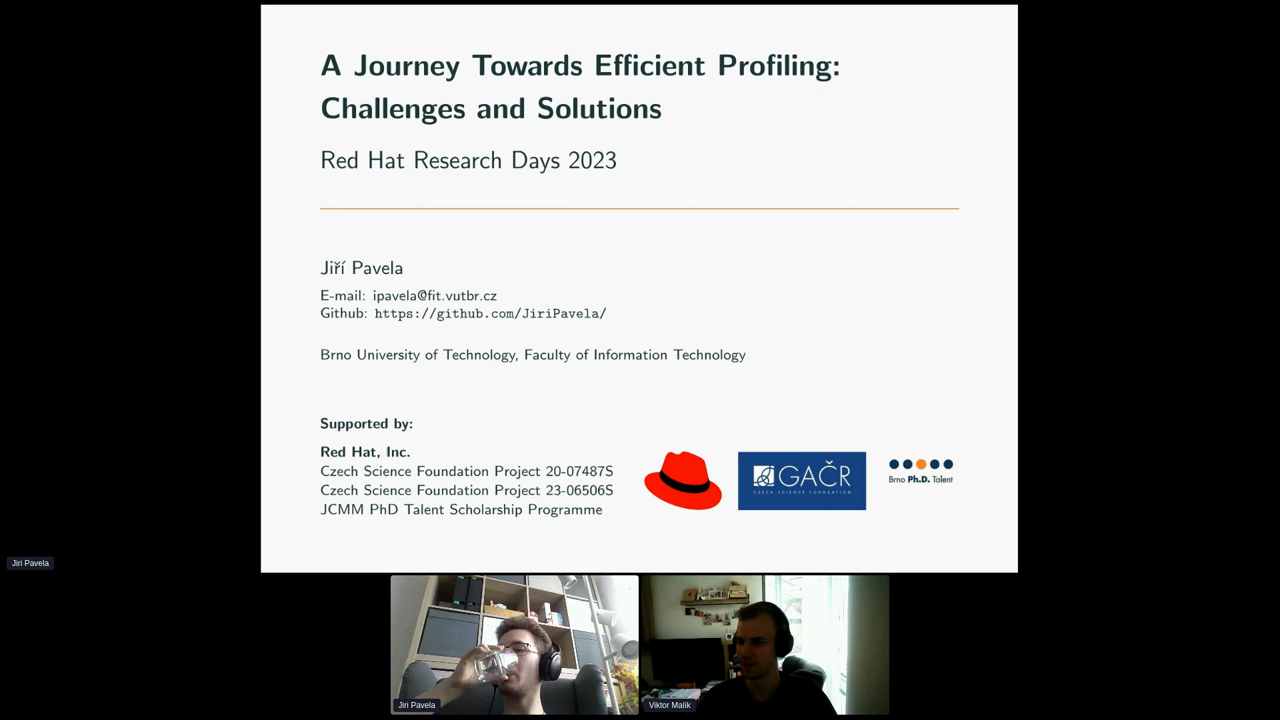 A Journey Towards Efficient Profiling:
Challenges and Solutions
Red Hat Research Days 2023
Jiří Pavela
E-mail: ipavela@fit.vutbr.cz
Github: https://github.com/JiriPavela/
Brno University of Technology, Faculty of Information Technology
Supported by:
Red Hat, Inc.
Czech Science Foundation Project 20-07487S
Czech Science Foundation Project 23-06506S
JCMM PhD Talent Scholarship Programme
GAČR
CZECH SCIENCE FOUNDATION
Brno Ph.D. Talent
Jiri Pavela
Jiri Pavela
Viktor Malik